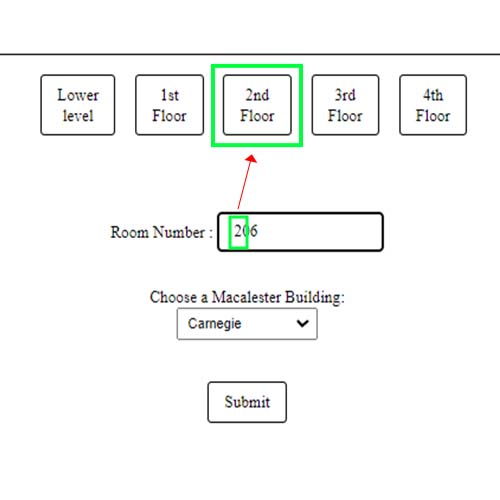 Lower
level
1st
Floor
2nd
Floor
3rd
Floor
4th
Floor
Room Number :
206
Choose a Macalester Building:
Carnegie
Submit